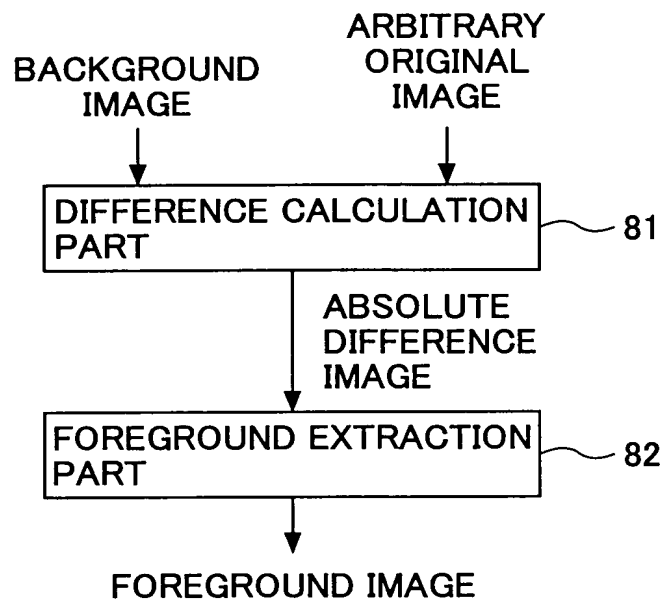 BACKGROUND
IMAGE
ARBITRARY
ORIGINAL
IMAGE
DIFFERENCE CALCULATION
PART
81
ABSOLUTE
DIFFERENCE
IMAGE
FOREGROUND EXTRACTION
PART
82
FOREGROUND IMAGE